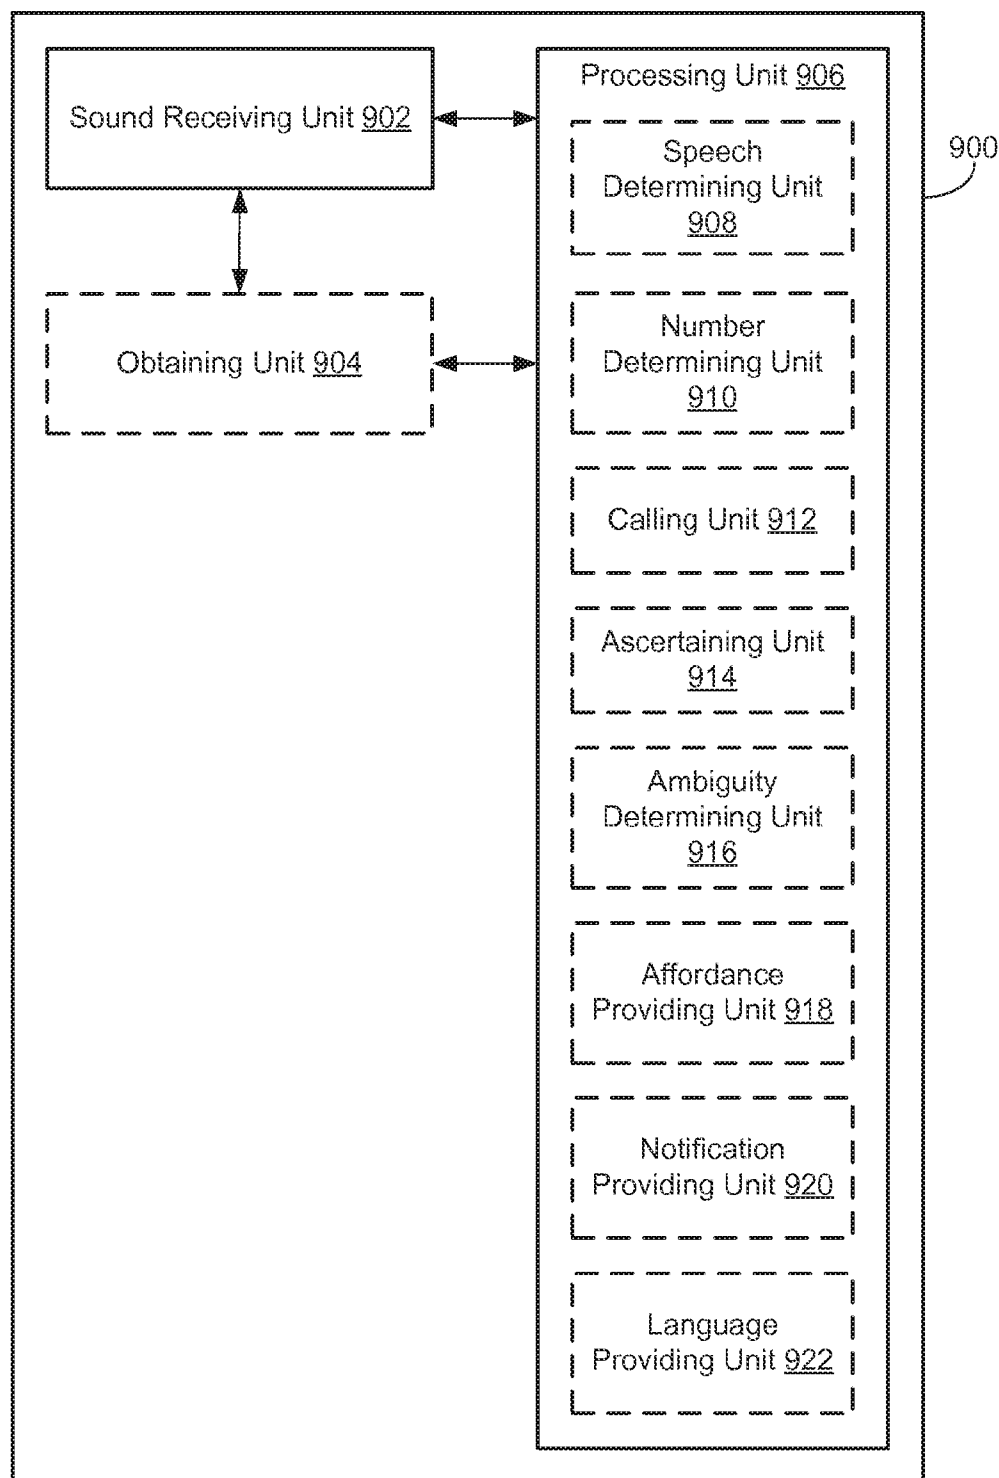 Sound Receiving Unit 902
Processing Unit 906
Speech
Determining Unit
908
900
Obtaining Unit 904
Number
Determining Unit
910
Calling Unit 912
Ascertaining Unit
914
Ambiguity
Determining Unit
916
Affordance
Providing Unit 918
Notification
Providing Unit 920
Language
Providing Unit 922